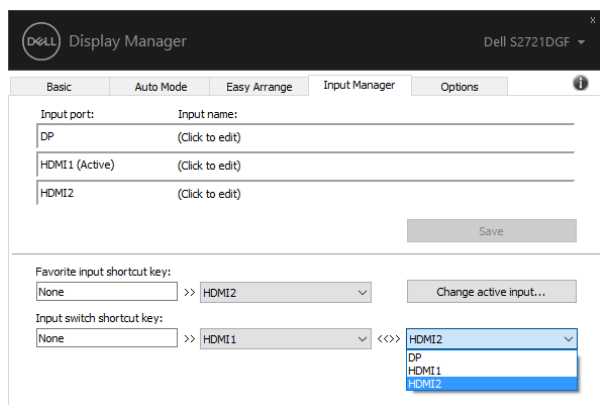 x
DELL Display Manager Dell S2721DGF
Basic Auto Mode Easy Arrange Input Manager Options i
Input port: Input name:
DP (Click to edit)
HDMI1 (Active) (Click to edit)
HDMI2 (Click to edit)
Save
Favorite input shortcut key:
None >> HDMI2 Change active input...
Input switch shortcut key:
None >> HDMI1 <<>> HDMI2
DP
HDMI1
HDMI2